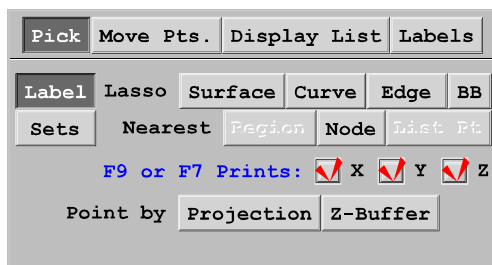 Pick Move Pts. Display List Labels
Label Lasso Surface Curve Edge BB
Sets Nearest Region Node List Pt
F9 or F7 Prints: X Y Z
Point by Projection Z-Buffer